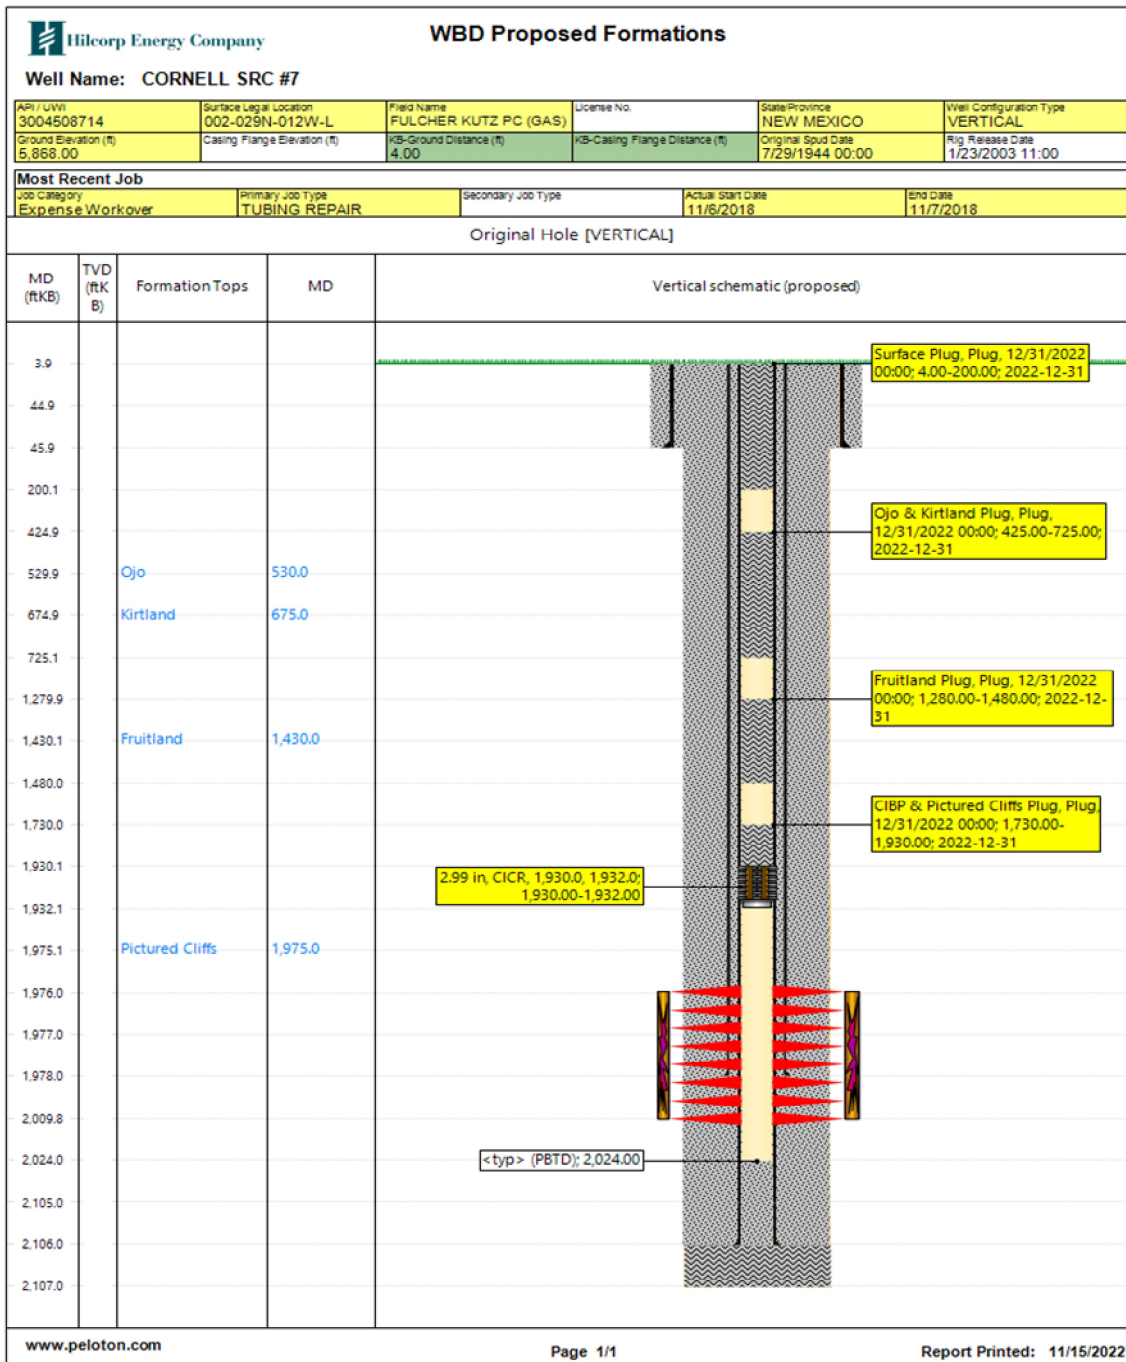 Hilcorp Energy Company
WBD Proposed Formations
Well Name: CORNELL SRC #7
API / UWI Surface Legal Location Field Name License No. State/Province Well Configuration Type
3004508714 002-029N-012W-L FULCHER KUTZ PC (GAS) NEW MEXICO VERTICAL
Ground Elevation (ft) Casing Flange Elevation (ft) KB-Ground Distance (ft) KB-Casing Flange Distance (ft) Original Spud Date Rig Release Date
5,868.00 4.00 7/29/1944 00:00 1/23/2003 11:00
Most Recent Job
Job Category Primary Job Type Secondary Job Type Actual Start Date End Date
Expense Workover TUBING REPAIR 11/6/2018 11/7/2018
Original Hole [VERTICAL]
MD (ftKB) TVD (ftK B) Formation Tops MD Vertical schematic (proposed)
3.9
Surface Plug, Plug, 12/31/2022
00:00; 4.00-200.00; 2022-12-31
44.9
45.9
200.1
Ojo & Kirtland Plug, Plug,
12/31/2022 00:00; 425.00-725.00;
2022-12-31
424.9
529.9 Ojo 530.0
674.9 Kirtland 675.0
725.1
Fruitland Plug, Plug, 12/31/2022
00:00; 1,280.00-1,480.00; 2022-12-
31
1,279.9
1,430.1 Fruitland 1,430.0
1,480.0
CIBP & Pictured Cliffs Plug, Plug,
12/31/2022 00:00; 1,730.00-
1,930.00; 2022-12-31
1,730.0
1,930.1
2.99 in, CICR, 1,930.0, 1,932.0;
1,930.00-1,932.00
1,932.1
1,975.1 Pictured Cliffs 1,975.0
1,976.0
1,977.0
1,978.0
2,009.8
2,024.0 <typ> (PBTD); 2,024.00
2,105.0
2,106.0
2,107.0
www.peloton.com Page 1/1 Report Printed: 11/15/2022